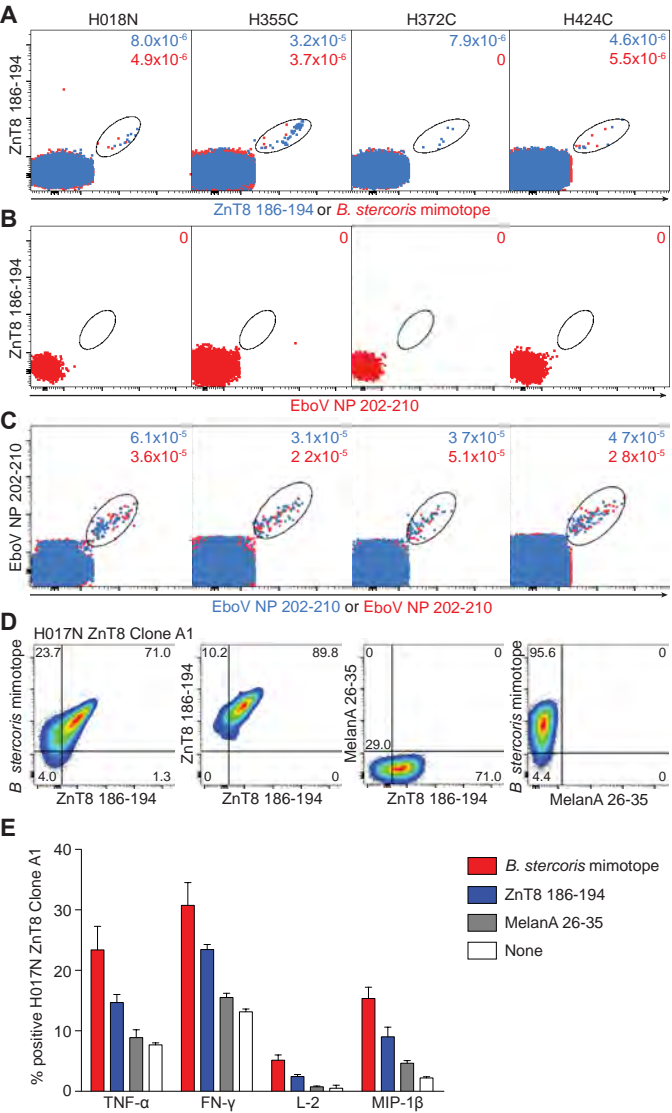 A
H018N H355C H372C H424C
8.0x10-6 3.2x10-5 7.9x10-6 4.6x10-6
4.9x10-6 3.7x10-6 0 5.5x10-6
ZnT8 186-194
ZnT8 186-194 or B. stercoris mimotope
B
0 0 0 0
ZnT8 186-194
EboV NP 202-210
C
6.1x10-5 3.1x10-5 3 7x10-5 4 7x10-5
3.6x10-5 2 2x10-5 5.1x10-5 2 8x10-5
EboV NP 202-210
EboV NP 202-210 or EboV NP 202-210
D
H017N ZnT8 Clone A1
23.7 71.0 10.2 89.8 0 0 95.6 0
B stercoris mimotope
ZnT8 186-194
MelanA 26-35
B stercoris mimotope
29.0
4.0 1.3 0 0 71.0 4.4 0
ZnT8 186-194 ZnT8 186-194 ZnT8 186-194 MelanA 26-35
E
% positive H017N ZnT8 Clone A1
40
30
20
10
0
TNF-α FN-γ L-2 MIP-1β
B. stercoris mimotope
ZnT8 186-194
MelanA 26-35
None